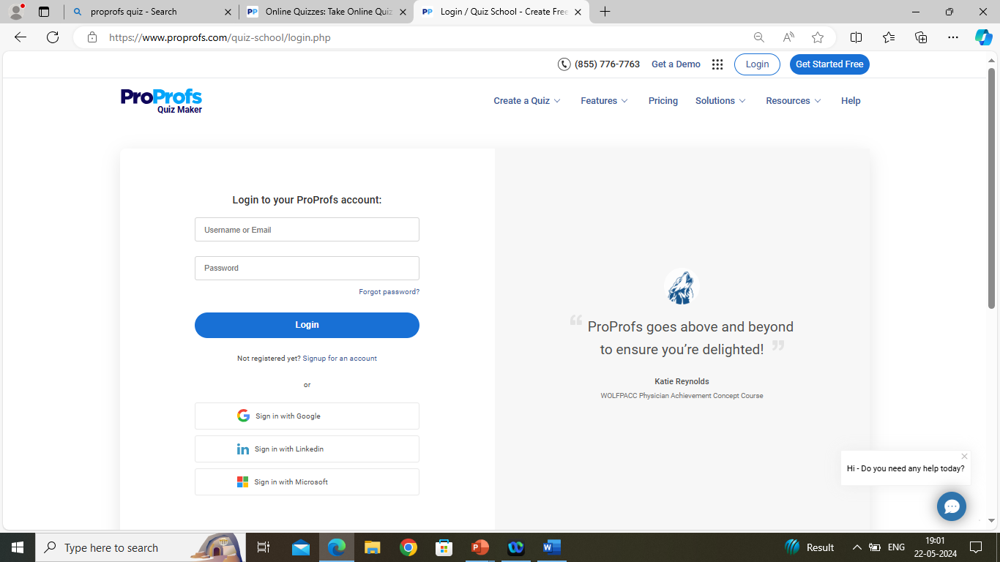 proprofs quiz - Search
Online Quizzes: Take Online Quiz
Login / Quiz School - Create Free
https://www.proprofs.com/quiz-school/login.php
(855) 776-7763 Get a Demo Login Get Started Free
ProProfs
Quiz Maker
Create a Quiz Features Pricing Solutions Resources Help
Login to your ProProfs account:
Username or Email
Password
Forgot password?
Login
Not registered yet? Signup for an account
or
Sign in with Google
Sign in with Linkedin
Sign in with Microsoft
“ ProProfs goes above and beyond
to ensure you’re delighted! ”
Katie Reynolds
WOLFPACC Physician Achievement Concept Course
Hi - Do you need any help today?
Type here to search
Result
ENG
19:01
22-05-2024